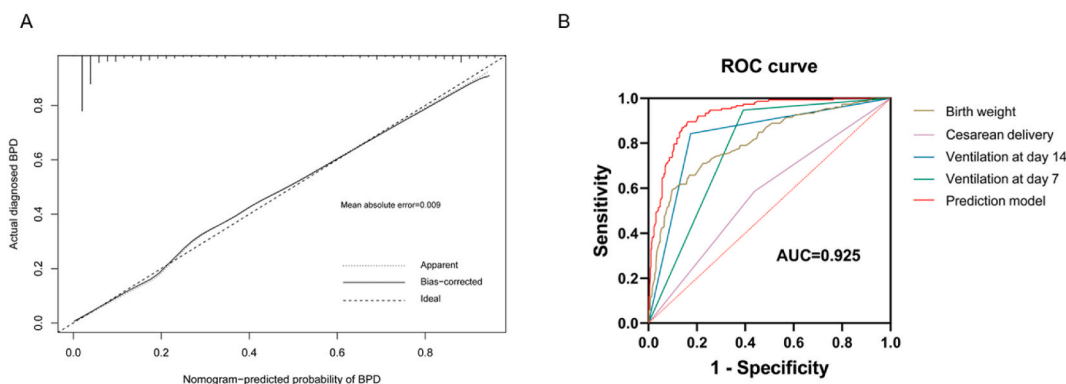 A
Actual diagnosed BPD
0.8
0.6
0.4
0.2
0.0
Mean absolute error=0.009
Apparent
Bias−corrected
Ideal
0.0 0.2 0.4 0.6 0.8
Nomogram−predicted probability of BPD
B
ROC curve
Sensitivity
1.0
0.8
0.6
0.4
0.2
0.0
AUC=0.925
0.0 0.2 0.4 0.6 0.8 1.0
1 - Specificity
Birth weight
Cesarean delivery
Ventilation at day 14
Ventilation at day 7
Prediction model